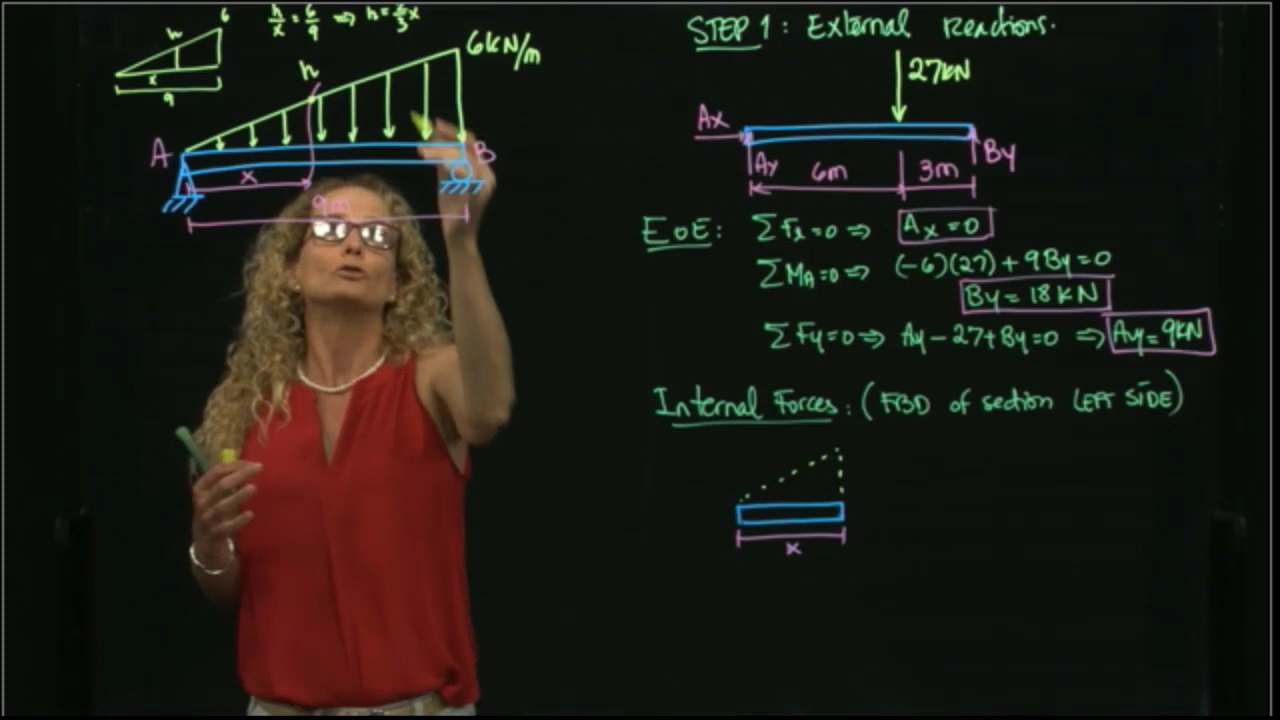 6
h/x = 6/9 ⇒ h = 2/3 x
h
x
9
6KN/m
h
A
B
x
9m
STEP 1: External Reactions.
27KN
Ax
Ay
6m
3m
By
EoE: ΣFx=0 ⇒ Ax=0
ΣMA=0 ⇒ (-6)(27)+9By=0
By=18KN
ΣFy=0 ⇒ Ay-27+By=0 ⇒ Ay=9KN
Internal Forces: (FBD of section LEFT SIDE)
x